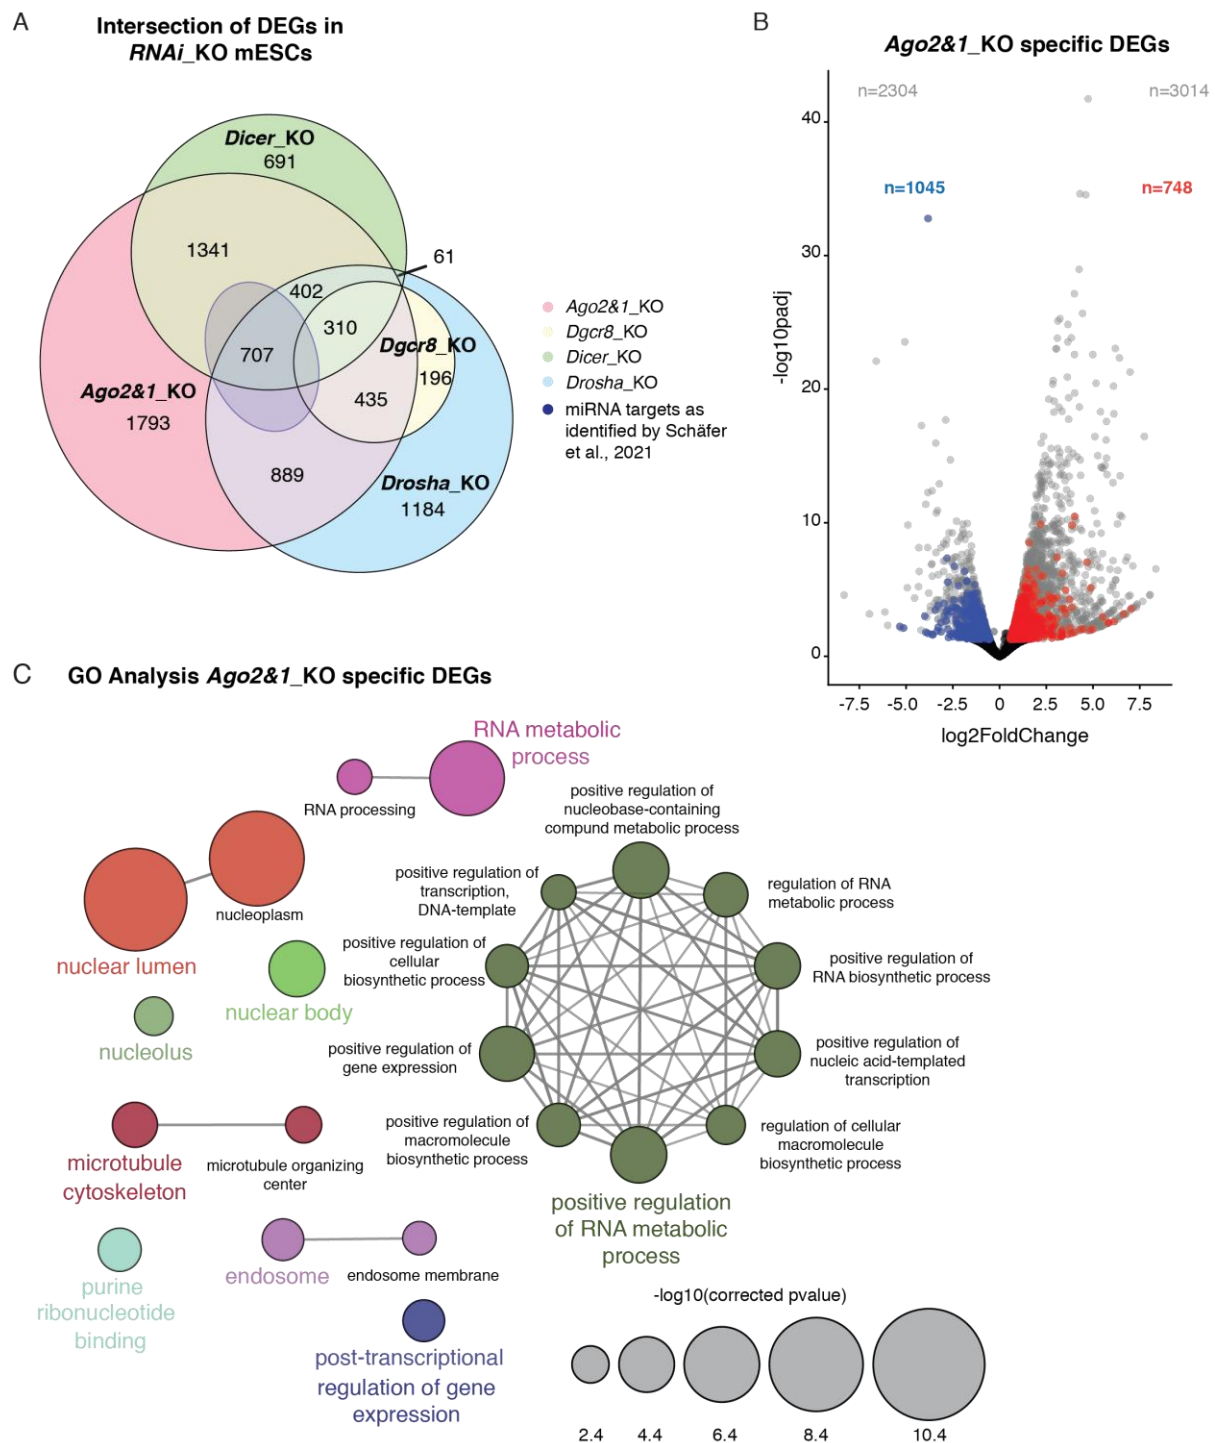 A
Intersection of DEGs in
RNAi_KO mESCs
Dicer_KO
691
1341
61
402
310
707
Dgcr8_KO
196
Ago2&1_KO
1793
435
889
Drosha_KO
1184
Ago2&1_KO
Dgcr8_KO
Dicer_KO
Drosha_KO
miRNA targets as
identified by Schäfer
et al., 2021
B
Ago2&1_KO specific DEGs
n=2304
n=3014
n=1045
n=748
-log10padj
40
30
20
10
0
-7.5 -5.0 -2.5 0 2.5 5.0 7.5
log2FoldChange
C
GO Analysis Ago2&1_KO specific DEGs
RNA metabolic
process
RNA processing
nucleoplasm
nuclear lumen
nuclear body
nucleolus
microtubule
cytoskeleton
microtubule organizing
center
purine
ribonucleotide
binding
endosome
endosome membrane
post-transcriptional
regulation of gene
expression
positive regulation of
nucleobase-containing
compund metabolic process
positive regulation of
transcription,
DNA-template
regulation of RNA
metabolic process
positive regulation of
cellular
biosynthetic process
positive regulation of
RNA biosynthetic process
positive regulation of
gene expression
positive regulation of
nucleic acid-templated
transcription
positive regulation of
macromolecule
biosynthetic process
regulation of cellular
macromolecule
biosynthetic process
positive regulation
of RNA metabolic
process
-log10(corrected pvalue)
2.4 4.4 6.4 8.4 10.4